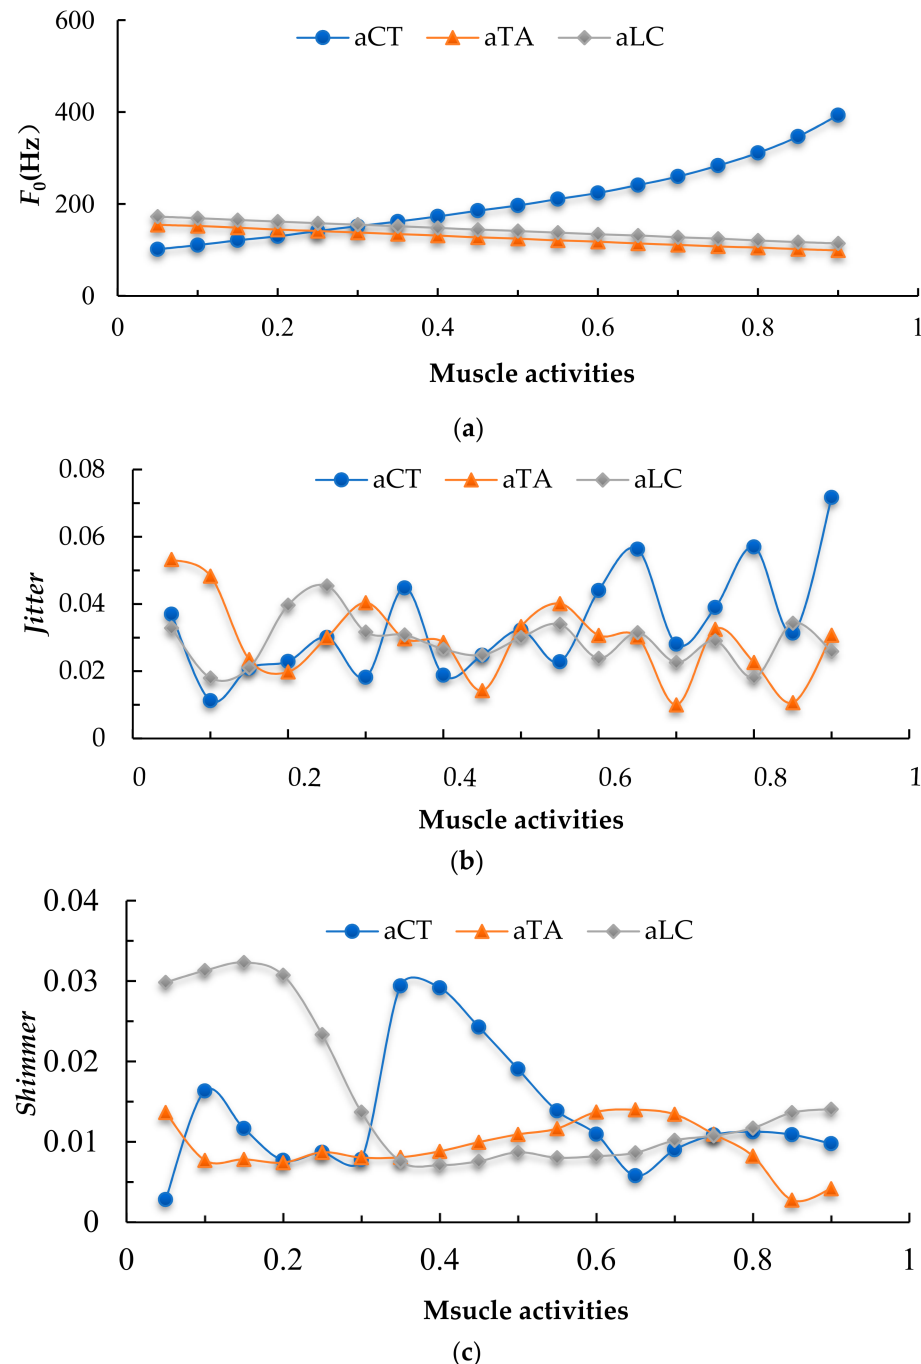 600
aCT aTA aLC
400
F0(Hz)
200
0
0 0.2 0.4 0.6 0.8 1
Muscle activities
(a)
0.08
aCT aTA aLC
0.06
Jitter
0.04
0.02
0
0 0.2 0.4 0.6 0.8 1
Muscle activities
(b)
0.04
aCT aTA aLC
0.03
Shimmer
0.02
0.01
0
0 0.2 0.4 0.6 0.8 1
Msucle activities
(c)